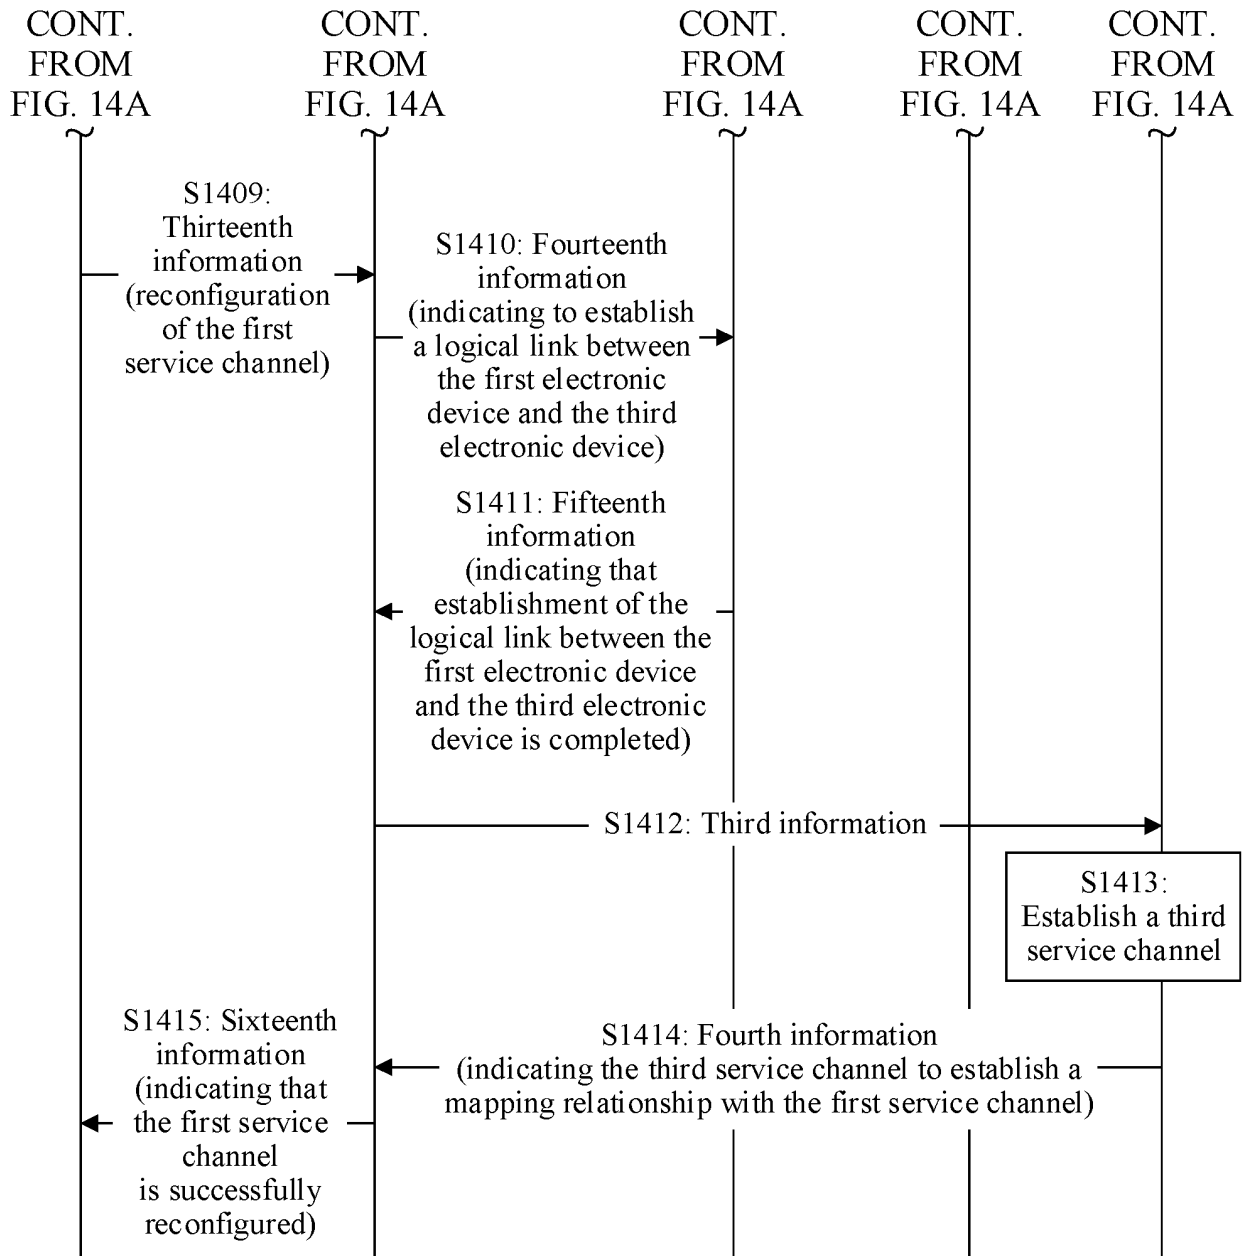 CONT.
FROM
FIG. 14A
CONT.
FROM
FIG. 14A
CONT.
FROM
FIG. 14A
CONT.
FROM
FIG. 14A
CONT.
FROM
FIG. 14A
S1409:
Thirteenth
information
(reconfiguration
of the first
service channel)
S1410: Fourteenth
information
(indicating to establish
a logical link between
the first electronic
device and the third
electronic device)
S1411: Fifteenth
information
(indicating that
establishment of the
logical link between the
first electronic device
and the third electronic
device is completed)
S1412: Third information
S1413:
Establish a third
service channel
S1414: Fourth information
(indicating the third service channel to establish a
mapping relationship with the first service channel)
S1415: Sixteenth
information
(indicating that
the first service
channel
is successfully
reconfigured)